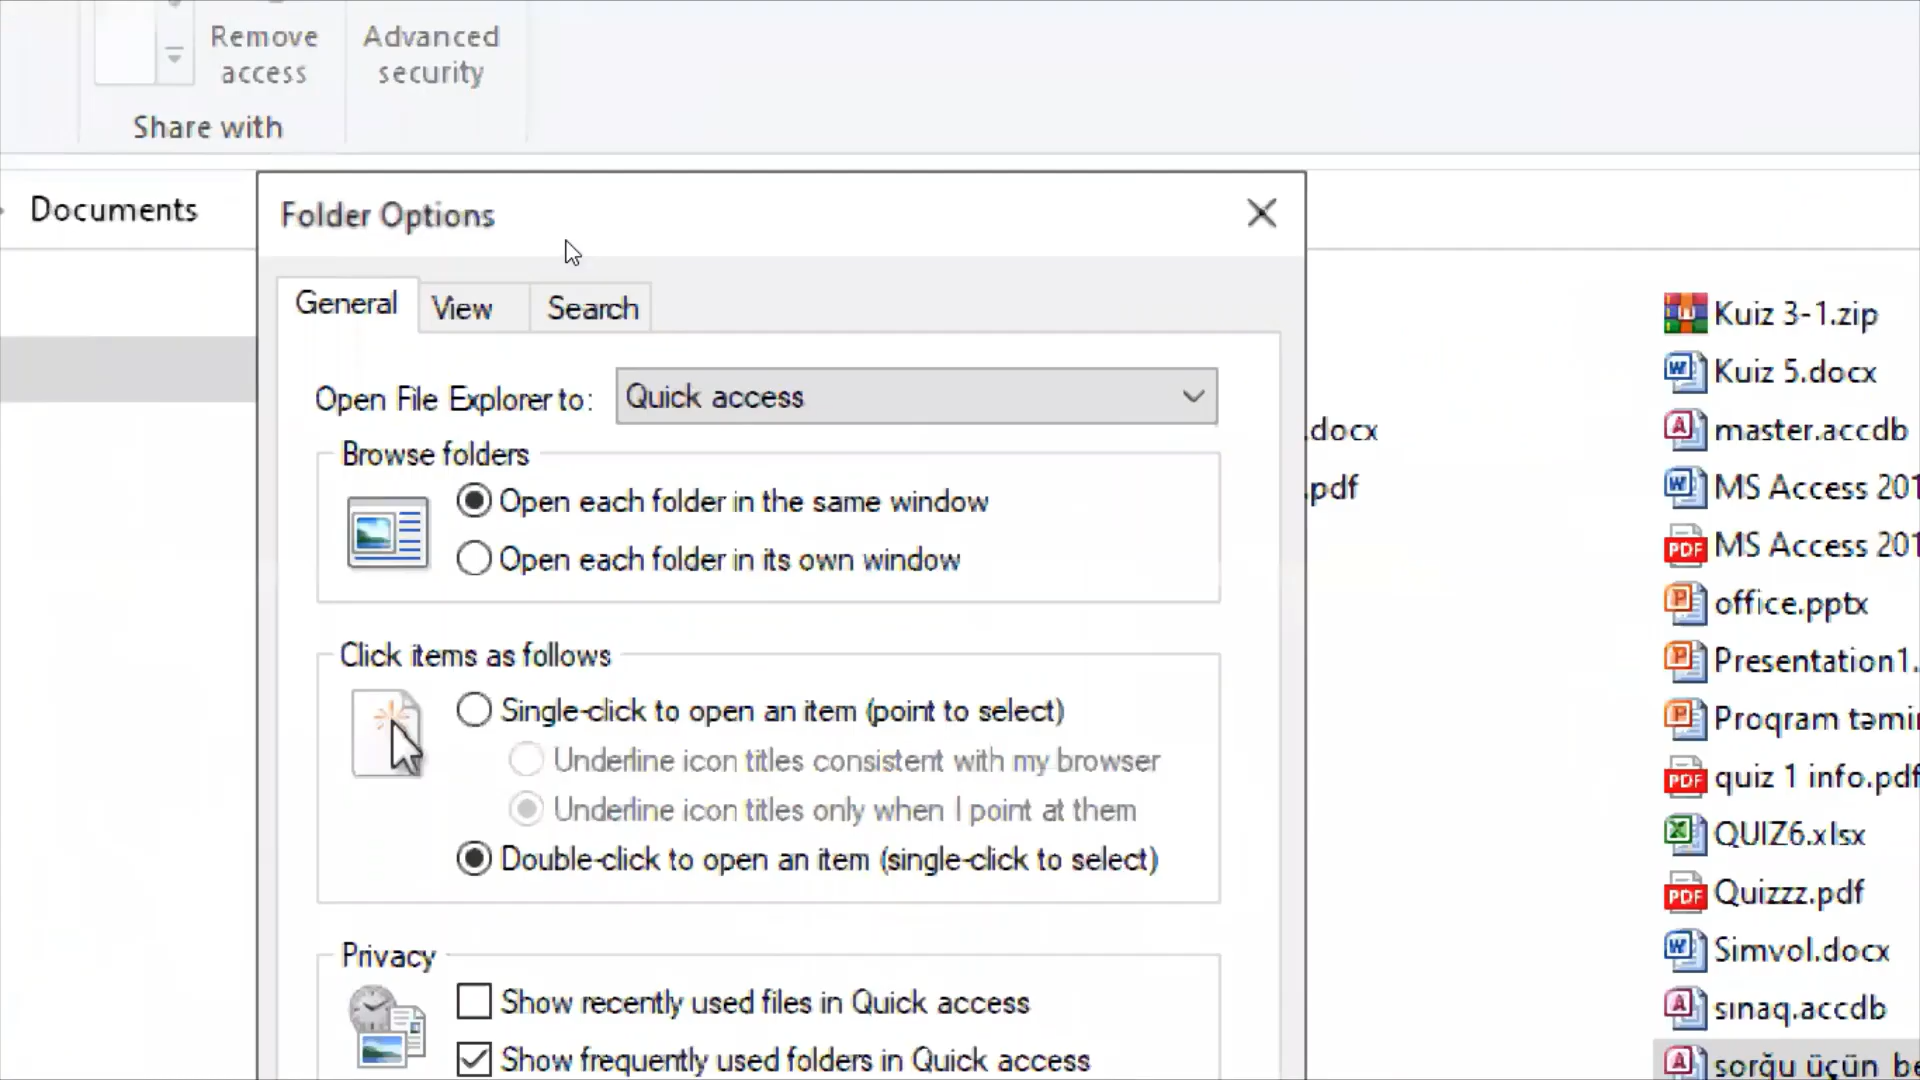 Remove
access
Advanced
security
Share with
Documents
Folder Options
General
View
Search
Open File Explorer to:
Quick access
Browse folders
Open each folder in the same window
Open each folder in its own window
Click items as follows
Single-click to open an item (point to select)
Underline icon titles consistent with my browser
Underline icon titles only when I point at them
Double-click to open an item (single-click to select)
Privacy
Show recently used files in Quick access
Show frequently used folders in Quick access
.docx
.pdf
Kuiz 3-1.zip
Kuiz 5.docx
master.accdb
MS Access 201
MS Access 201
office.pptx
Presentation1.
Proqram təmi
quiz 1 info.pdf
QUIZ6.xlsx
Quizzz.pdf
Simvol.docx
sınaq.accdb
sorğu üçün be